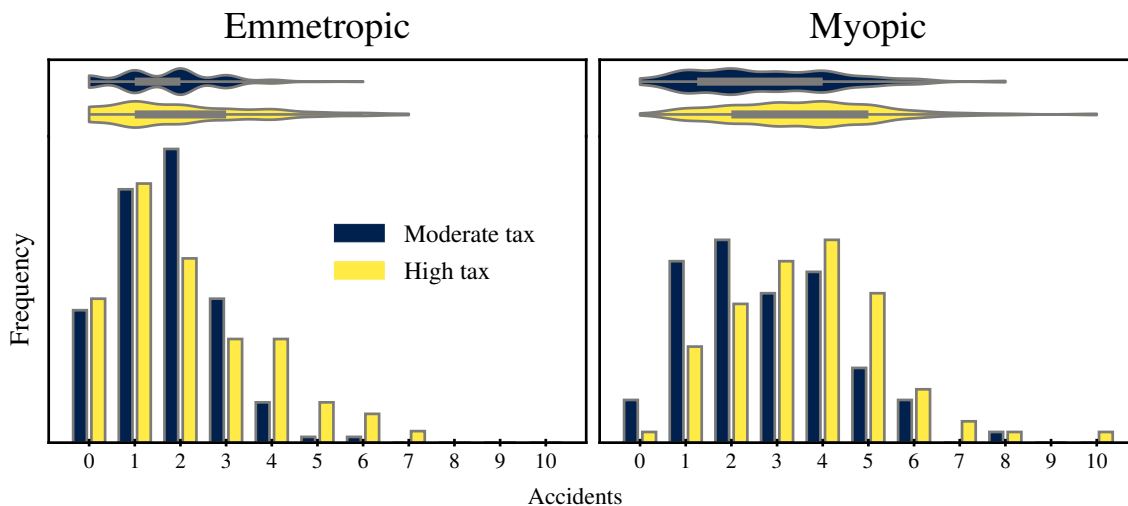 Emmetropic
Myopic
Frequency
Moderate tax
High tax
0 1 2 3 4 5 6 7 8 9 10
0 1 2 3 4 5 6 7 8 9 10
Accidents